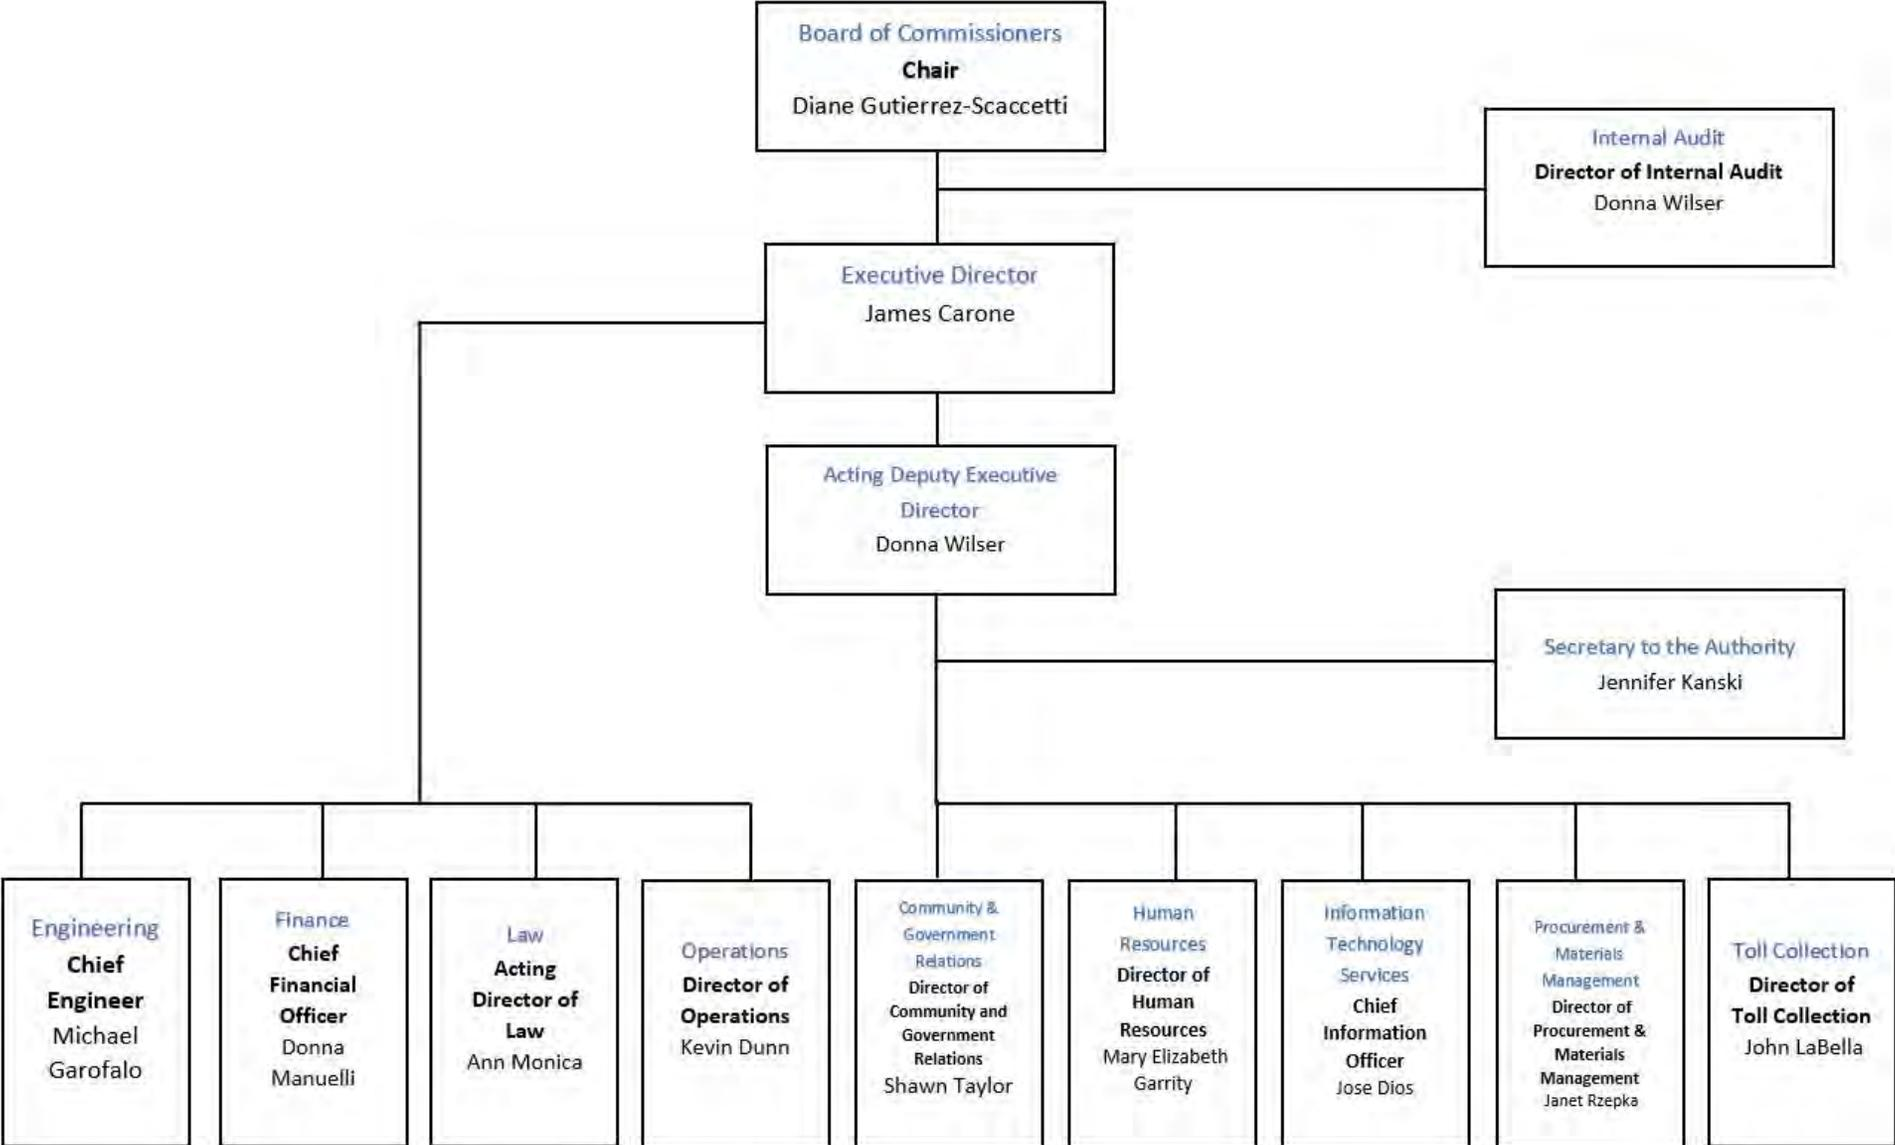 Board of Commissioners
Chair
Diane Gutierrez-Scaccetti
Internal Audit
Director of Internal Audit
Donna Wilser
Executive Director
James Carone
Acting Deputy Executive
Director
Donna Wilser
Secretary to the Authority
Jennifer Kanski
Engineering
Chief
Engineer
Michael
Garofalo
Finance
Chief
Financial
Officer
Donna
Manuelli
Law
Acting
Director of
Law
Ann Monica
Operations
Director of
Operations
Kevin Dunn
Community &
Government
Relations
Director of
Community and
Government
Relations
Shawn Taylor
Human
Resources
Director of
Human
Resources
Mary Elizabeth
Garrity
Information
Technology
Services
Chief
Information
Officer
Jose Dios
Procurement &
Materials
Management
Director of
Procurement &
Materials
Management
Janet Rzepka
Toll Collection
Director of
Toll Collection
John LaBella